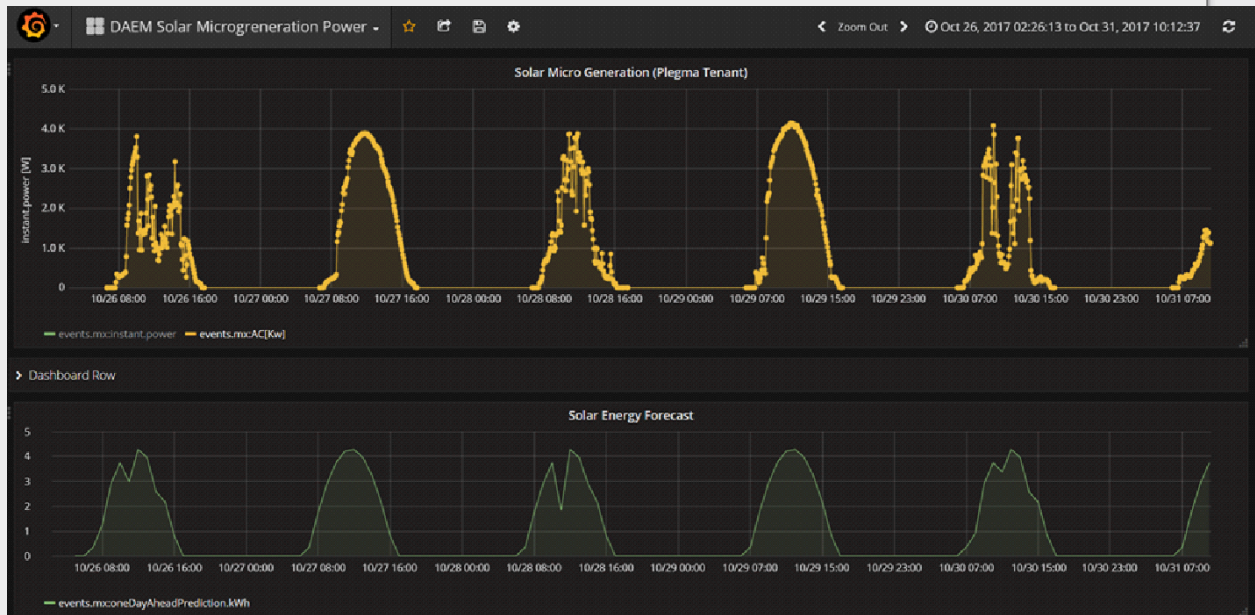 DAEM Solar Microgreneration Power
Zoom Out
Oct 26, 2017 02:26:13 to Oct 31, 2017 10:12:37
Solar Micro Generation (Plegma Tenant)
instant.power [W]
5.0 K
4.0 K
3.0 K
2.0 K
1.0 K
0
10/26 08:00 10/26 16:00 10/27 00:00 10/27 08:00 10/27 16:00 10/28 00:00 10/28 08:00 10/28 16:00 10/29 00:00 10/29 07:00 10/29 15:00 10/29 23:00 10/30 07:00 10/30 15:00 10/30 23:00 10/31 07:00
events.mx:instant.power events.mx:AC[Kw]
Dashboard Row
Solar Energy Forecast
5
4
3
2
1
0
10/26 08:00 10/26 16:00 10/27 00:00 10/27 08:00 10/27 16:00 10/28 00:00 10/28 08:00 10/28 16:00 10/29 00:00 10/29 07:00 10/29 15:00 10/29 23:00 10/30 07:00 10/30 15:00 10/30 23:00 10/31 07:00
events.mx:oneDayAheadPrediction.kWh